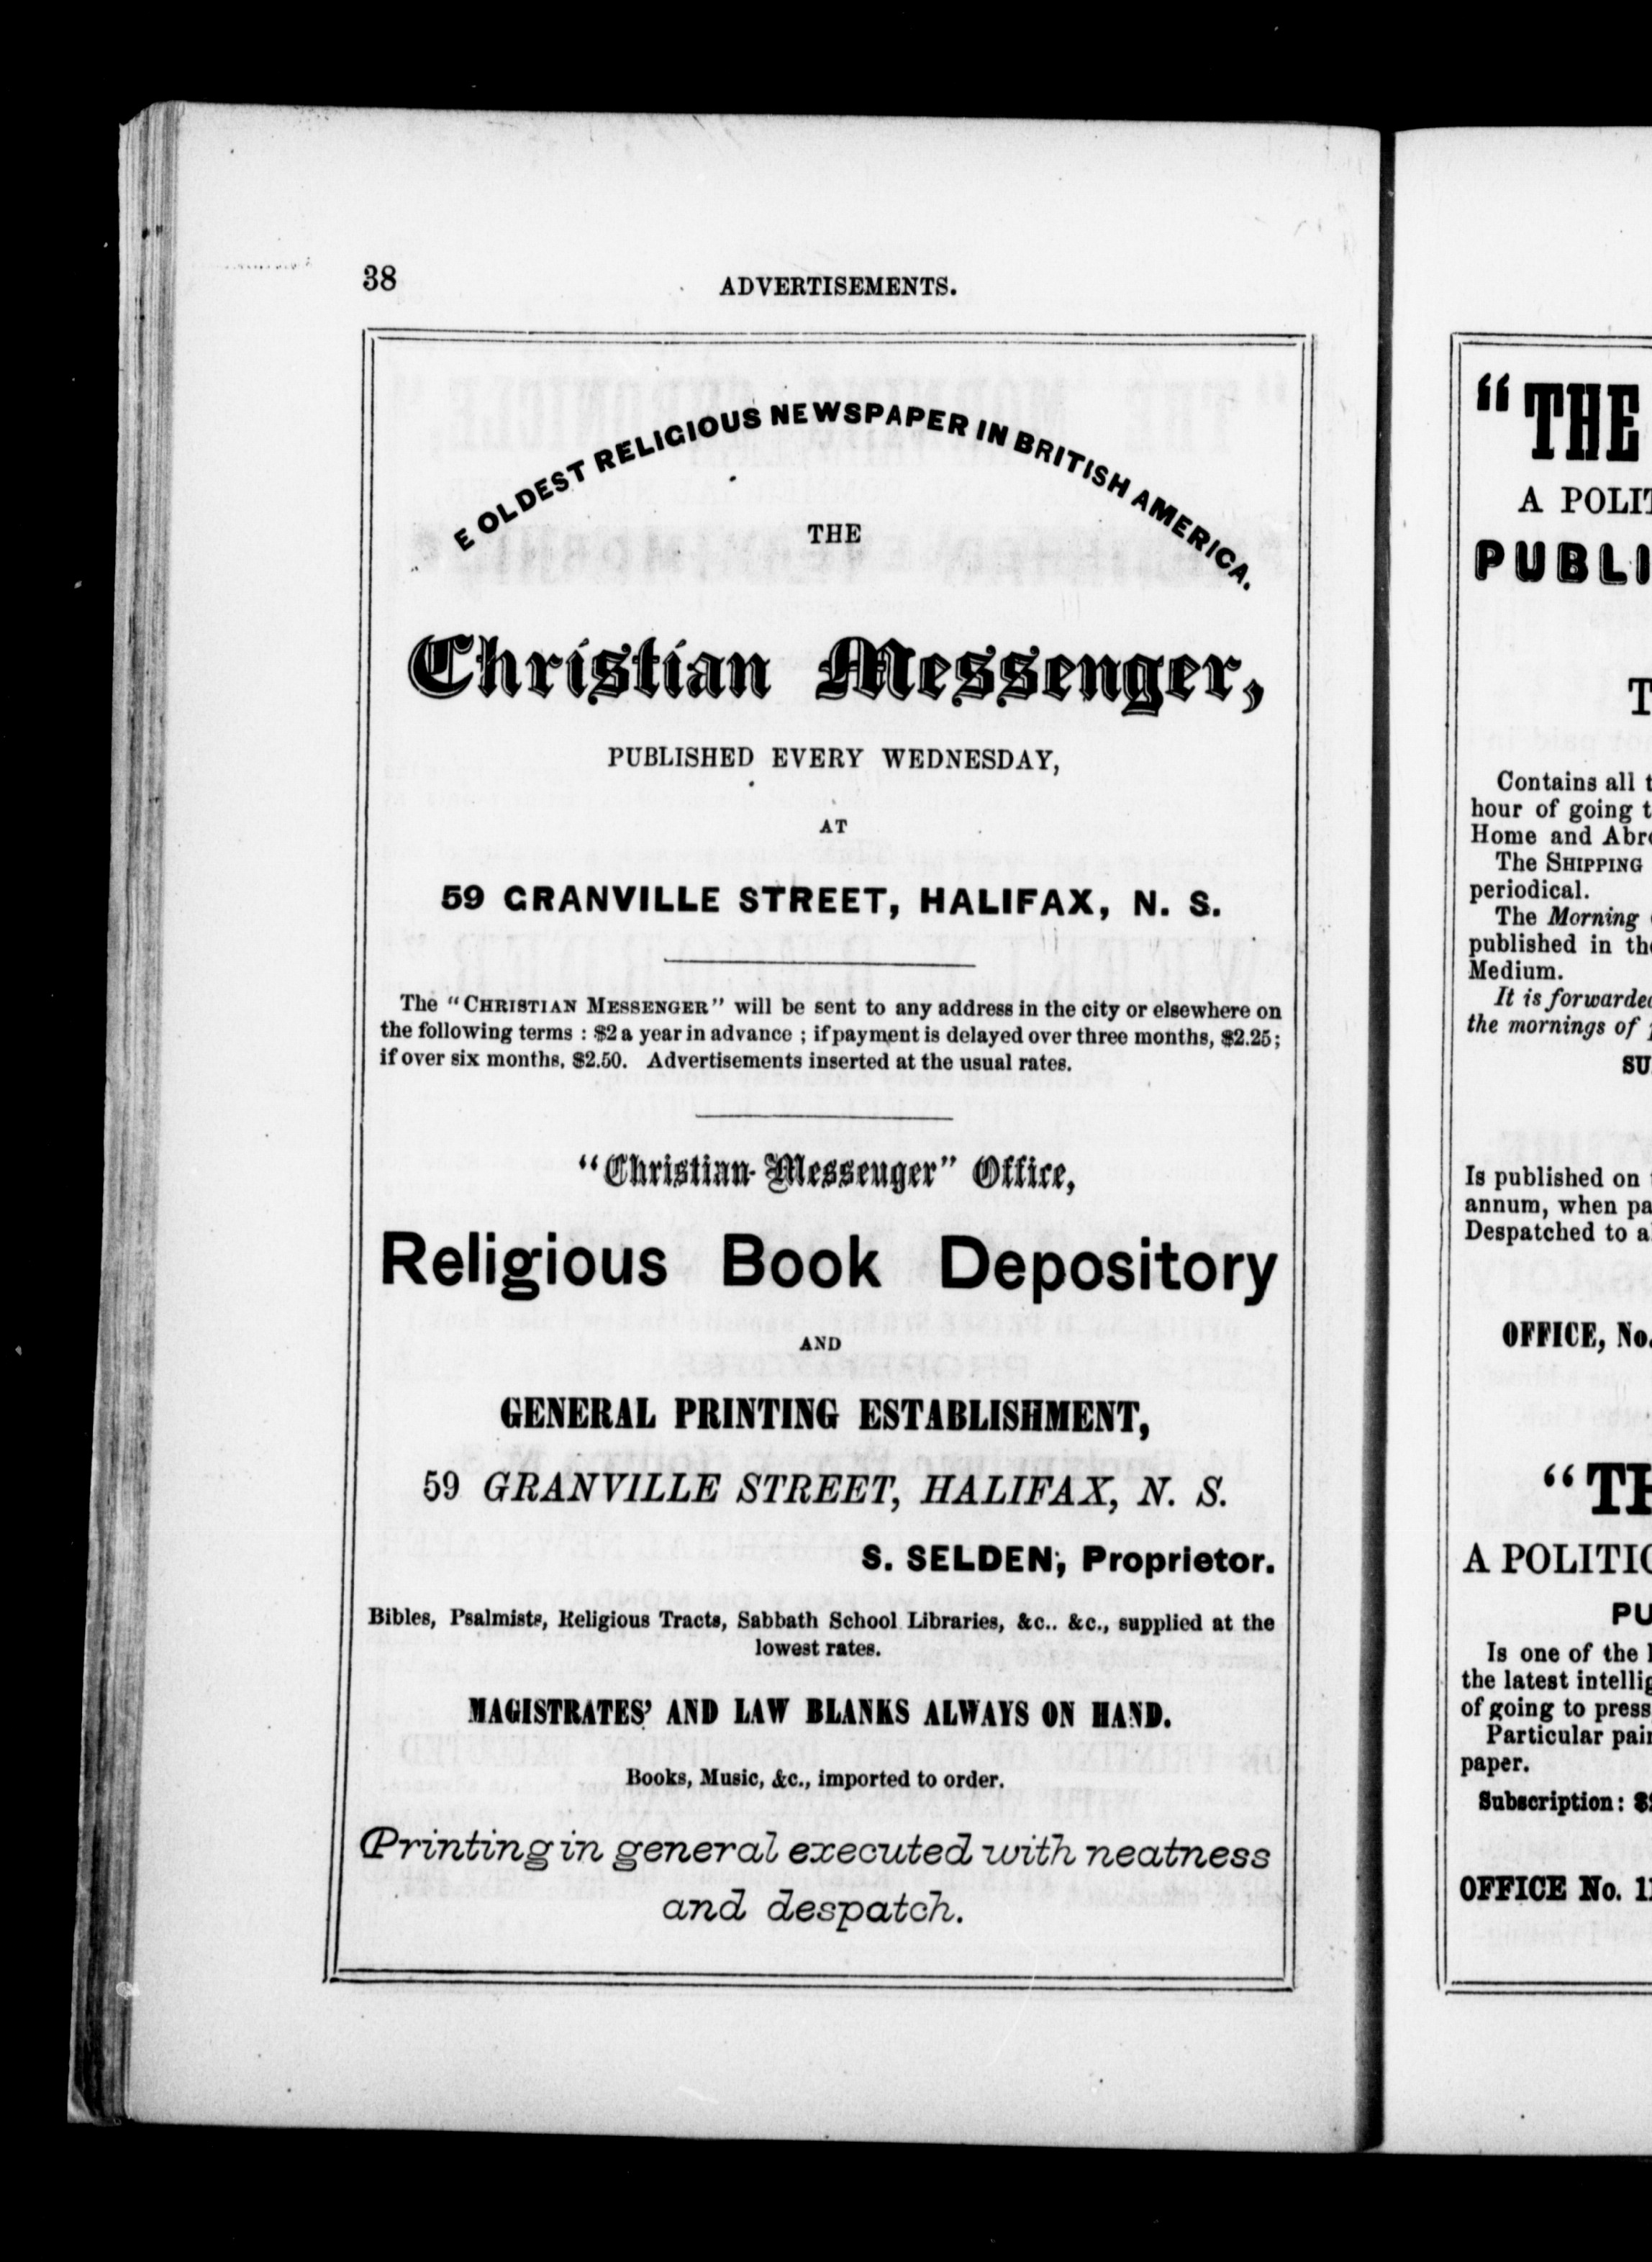 38 ADVERTISEMENTS.
E OLDEST RELIGIOUS NEWSPAPER IN BRITISH AMERICA.
THE
Christian Messenger,
PUBLISHED EVERY WEDNESDAY,
AT
59 GRANVILLE STREET, HALIFAX, N. S.
The "CHRISTIAN MESSENGER" will be sent to any address in the city or elsewhere on
the following terms : $2 a year in advance ; if payment is delayed over three months, $2.25;
if over six months, $2.50. Advertisements inserted at the usual rates.
"Christian Messenger" Office,
Religious Book Depository
AND
GENERAL PRINTING ESTABLISHMENT,
59 GRANVILLE STREET, HALIFAX, N. S.
S. SELDEN, Proprietor.
Bibles, Psalmists, Religious Tracts, Sabbath School Libraries, &c.. &c., supplied at the
lowest rates.
MAGISTRATES' AND LAW BLANKS ALWAYS ON HAND.
Books, Music, &c., imported to order.
Printing in general executed with neatness
and despatch.
"THE
A POLIT
PUBLI
T
Contains all t
hour of going t
Home and Abr
The SHIPPING
periodical.
The Morning
published in th
Medium.
It is forwarded
the mornings of
SU
Is published on
annum, when pa
Despatched to a
OFFICE, No.
"TH
A POLITIC
PU
Is one of the
the latest intellig
of going to press
Particular pai
paper.
Subscription: $
OFFICE No. 1